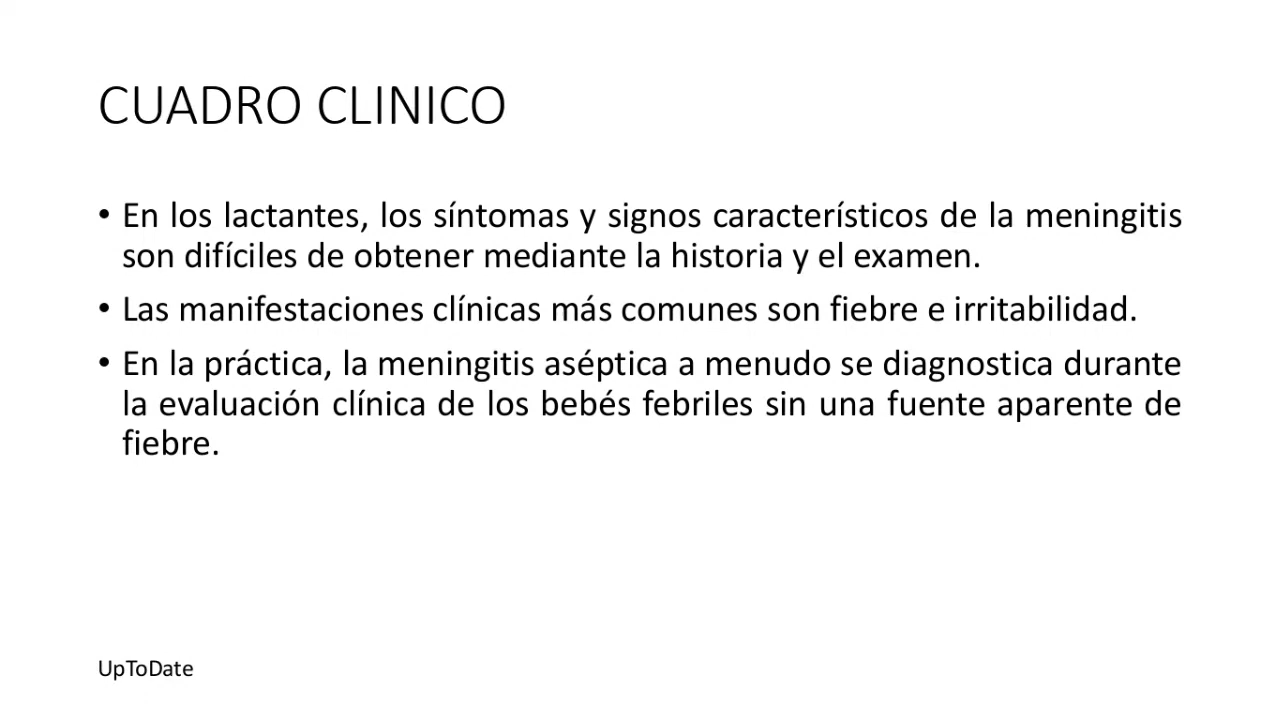 CUADRO CLINICO
• En los lactantes, los síntomas y signos característicos de la meningitis
son difíciles de obtener mediante la historia y el examen.
• Las manifestaciones clínicas más comunes son fiebre e irritabilidad.
• En la práctica, la meningitis aséptica a menudo se diagnostica durante
la evaluación clínica de los bebés febriles sin una fuente aparente de
fiebre.
UpToDate